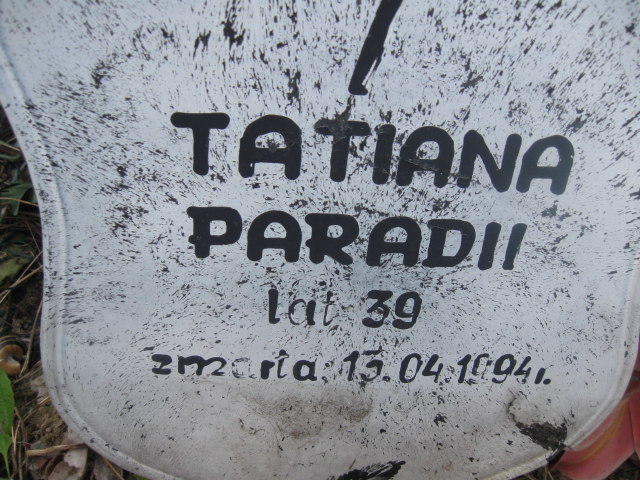 TATIANA
PARADII
lat 39
zmarła 13.04.1994r.